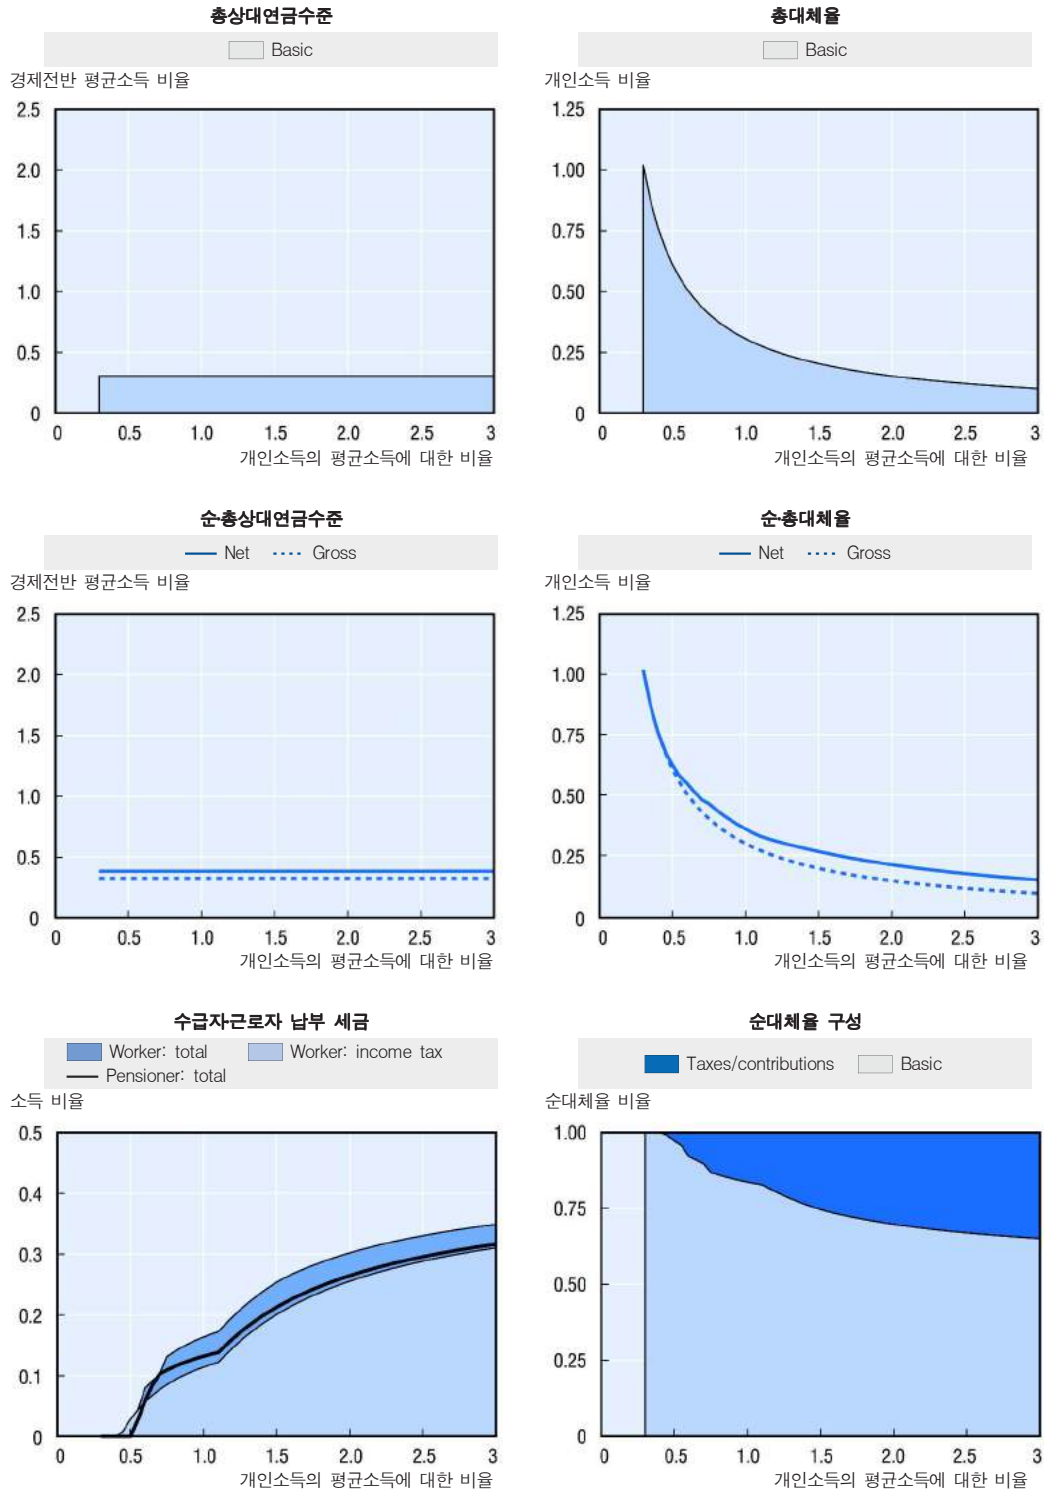 총상대연금수준
Basic
경제전반 평균소득 비율
2.5
2.0
1.5
1.0
0.5
0
0 0.5 1.0 1.5 2.0 2.5 3
개인소득의 평균소득에 대한 비율
총대체율
Basic
개인소득 비율
1.25
1.00
0.75
0.50
0.25
0
0 0.5 1.0 1.5 2.0 2.5 3
개인소득의 평균소득에 대한 비율
순·총상대연금수준
Net Gross
경제전반 평균소득 비율
2.5
2.0
1.5
1.0
0.5
0
0 0.5 1.0 1.5 2.0 2.5 3
개인소득의 평균소득에 대한 비율
순·총대체율
Net Gross
개인소득 비율
1.25
1.00
0.75
0.50
0.25
0
0 0.5 1.0 1.5 2.0 2.5 3
개인소득의 평균소득에 대한 비율
수급자·근로자 납부 세금
Worker: total Worker: income tax
Pensioner: total
소득 비율
0.5
0.4
0.3
0.2
0.1
0
0 0.5 1.0 1.5 2.0 2.5 3
개인소득의 평균소득에 대한 비율
순대체율 구성
Taxes/contributions Basic
순대체율 비율
1.00
0.75
0.50
0.25
0
0 0.5 1.0 1.5 2.0 2.5 3
개인소득의 평균소득에 대한 비율